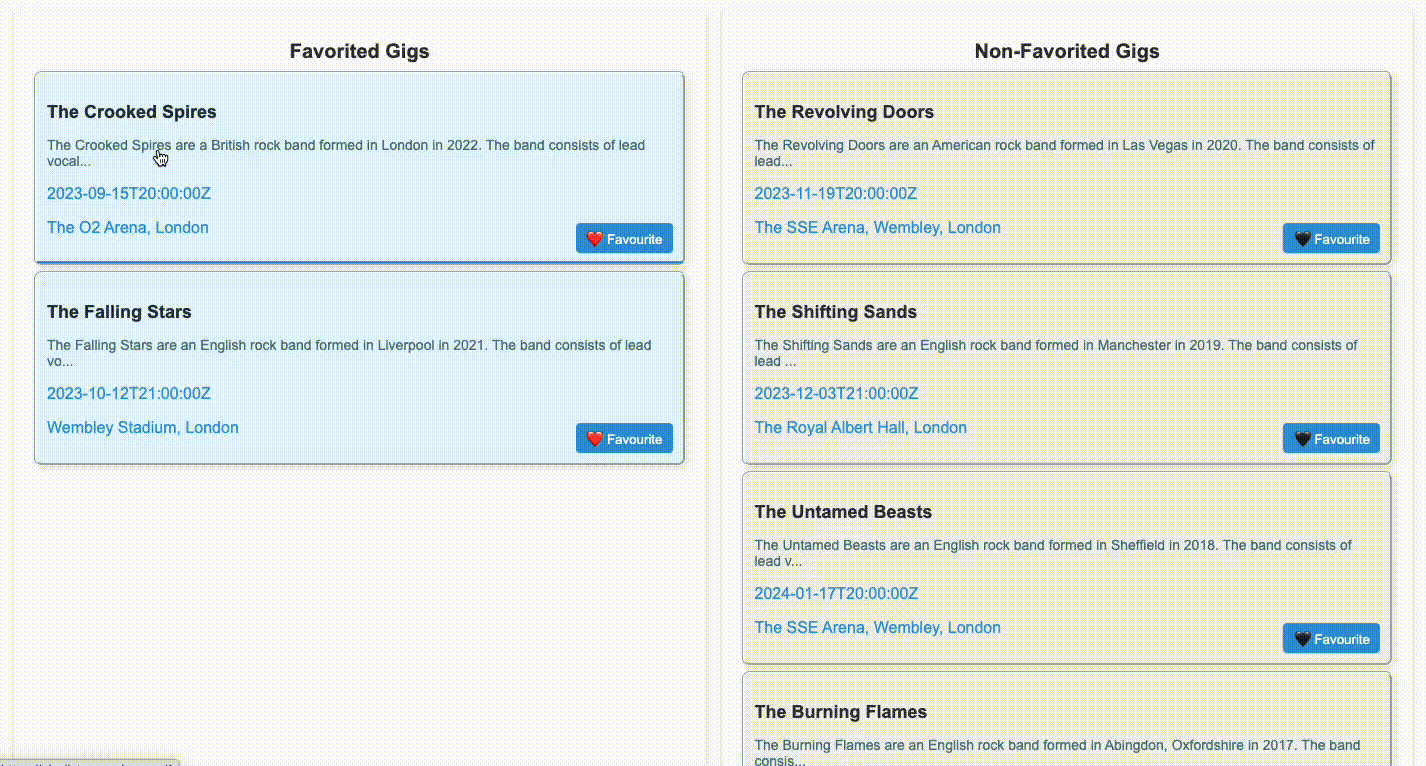 Favorited Gigs
The Crooked Spires
The Crooked Spires are a British rock band formed in London in 2022. The band consists of lead
vocal...
2023-09-15T20:00:00Z
The O2 Arena, London
❤️ Favourite
The Falling Stars
The Falling Stars are an English rock band formed in Liverpool in 2021. The band consists of lead
vo...
2023-10-12T21:00:00Z
Wembley Stadium, London
❤️ Favourite
Non-Favorited Gigs
The Revolving Doors
The Revolving Doors are an American rock band formed in Las Vegas in 2020. The band consists of
lead...
2023-11-19T20:00:00Z
The SSE Arena, Wembley, London
🖤 Favourite
The Shifting Sands
The Shifting Sands are an English rock band formed in Manchester in 2019. The band consists of
lead ...
2023-12-03T21:00:00Z
The Royal Albert Hall, London
🖤 Favourite
The Untamed Beasts
The Untamed Beasts are an English rock band formed in Sheffield in 2018. The band consists of
lead v...
2024-01-17T20:00:00Z
The SSE Arena, Wembley, London
🖤 Favourite
The Burning Flames
The Burning Flames are an English rock band formed in Abingdon, Oxfordshire in 2017. The band
consis...